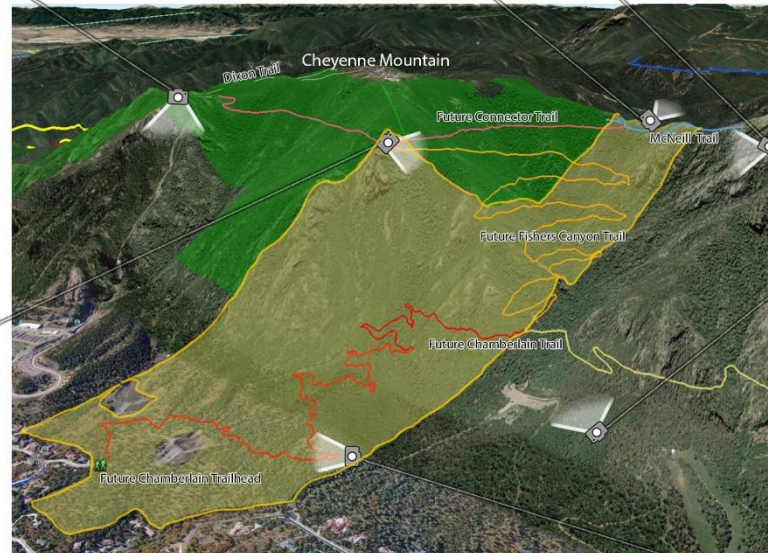 Cheyenne Mountain
Dixon Trail
Future Connector Trail
McNeill Trail
Future Fishers Canyon Trail
Future Chamberlain Trail
Future Chamberlain Trailhead